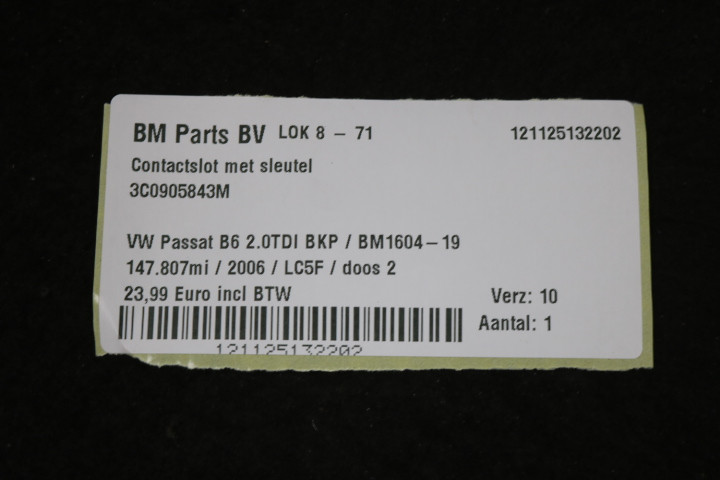 BM Parts BV LOK 8 - 71 121125132202
Contactslot met sleutel
3C0905843M
VW Passat B6 2.0TDI BKP / BM1604-19
147.807mi / 2006 / LC5F / doos 2
23,99 Euro incl BTW Verz: 10
Aantal: 1
121125132202